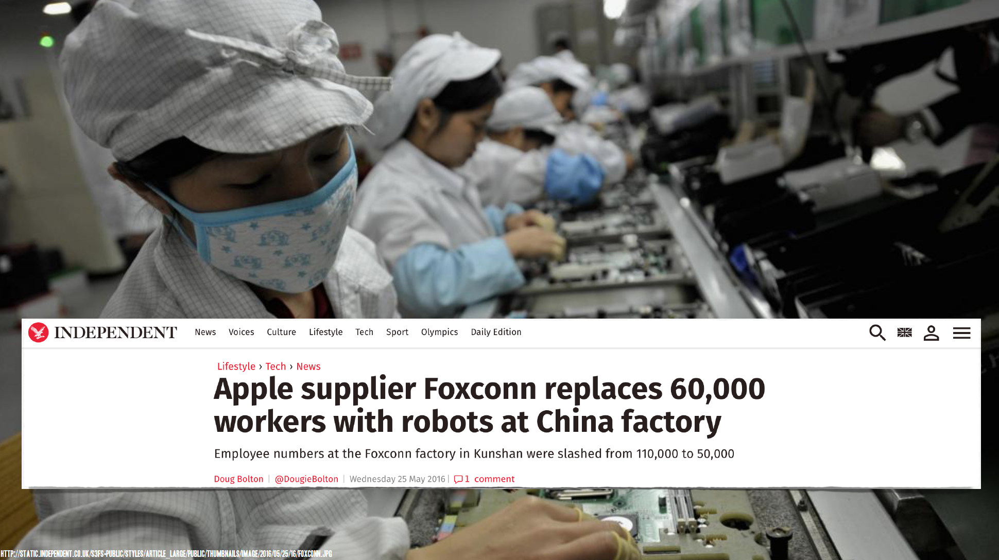 INDEPENDENT News Voices Culture Lifestyle Tech Sport Olympics Daily Edition
Lifestyle › Tech › News
Apple supplier Foxconn replaces 60,000
workers with robots at China factory
Employee numbers at the Foxconn factory in Kunshan were slashed from 110,000 to 50,000
Doug Bolton | @DougieBolton | Wednesday 25 May 2016 | 1 comment
HTTP://STATIC.INDEPENDENT.CO.UK/S3FS-PUBLIC/STYLES/ARTICLE_LARGE/PUBLIC/THUMBNAILS/IMAGE/2016/05/25/16/FOXCONN.JPG